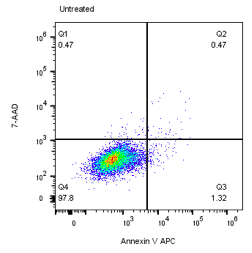 Untreated
Q1
0.47
Q2
0.47
10^6
10^5
10^4
10^3
10^2
0
7-AAD
Q4
97.8
Q3
1.32
0 10^3 10^4 10^5 10^6
Annexin V APC